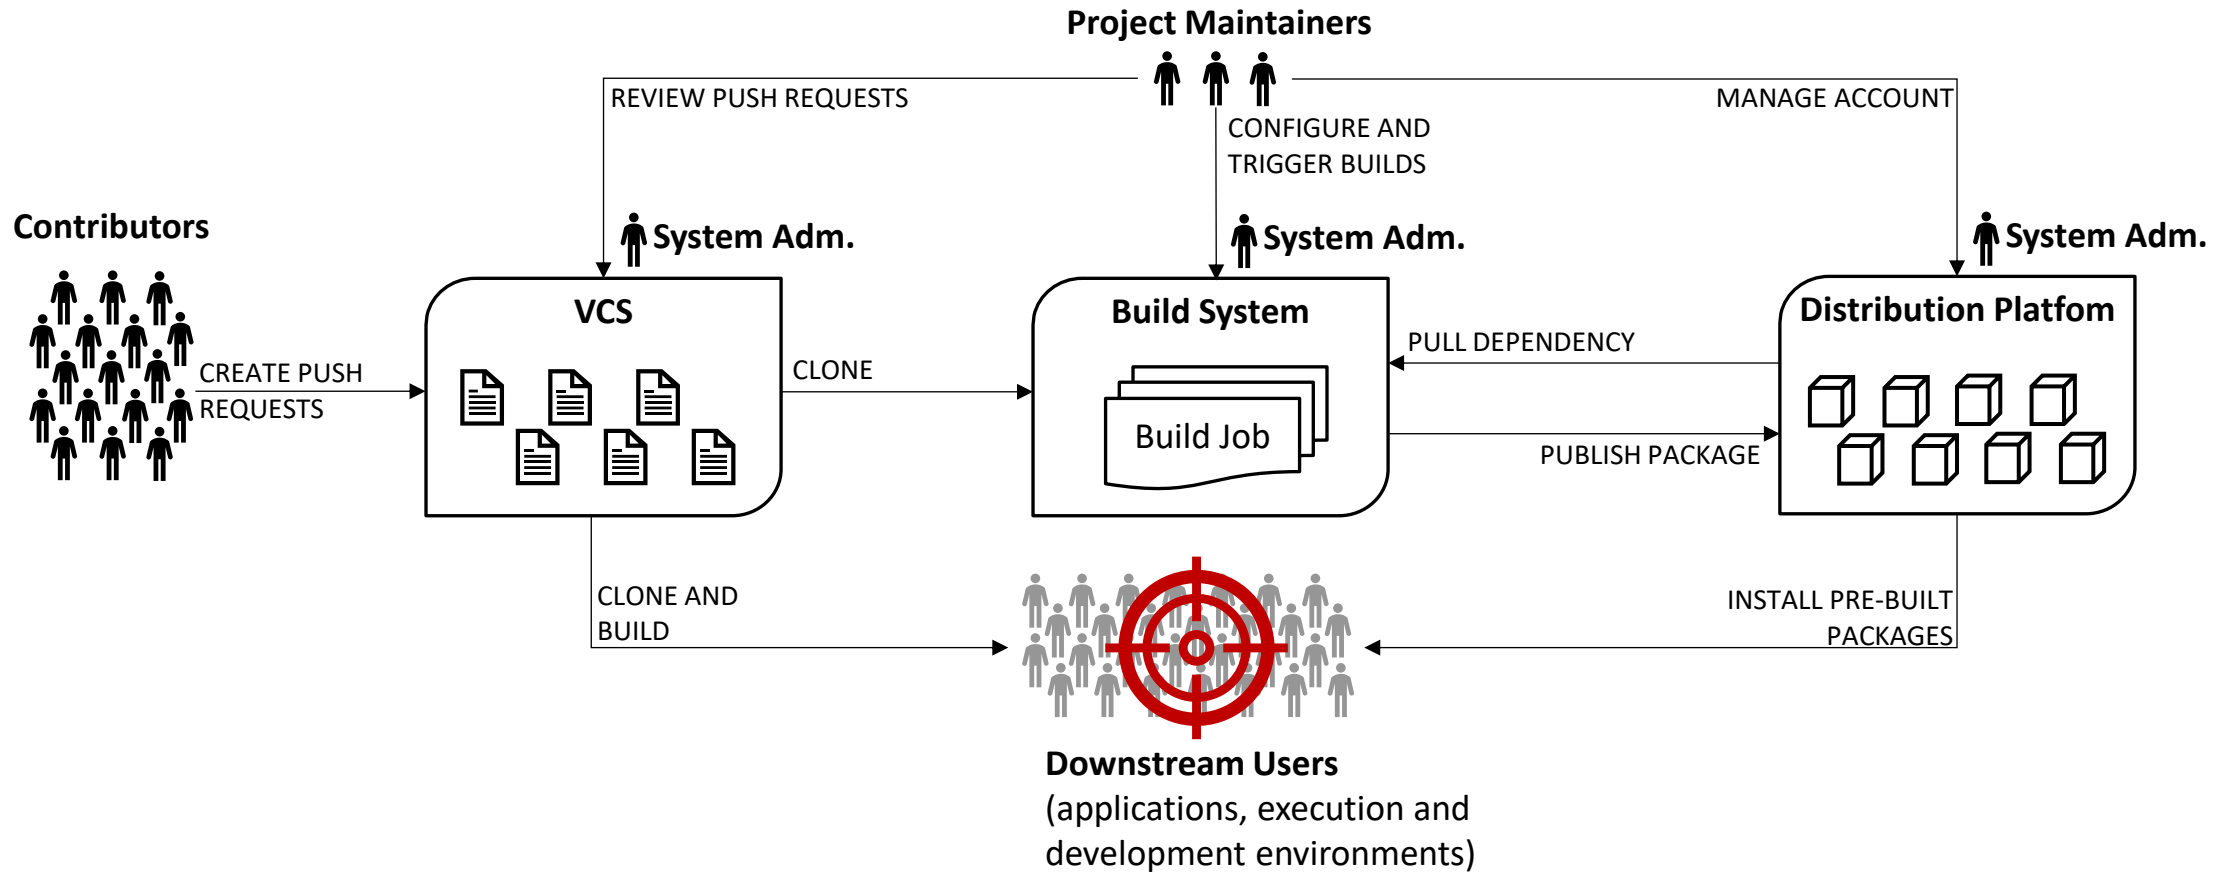 Project Maintainers
REVIEW PUSH REQUESTS
MANAGE ACCOUNT
CONFIGURE AND
TRIGGER BUILDS
Contributors
System Adm.
System Adm.
System Adm.
VCS
Build System
Distribution Platfom
CREATE PUSH
REQUESTS
CLONE
PULL DEPENDENCY
Build Job
PUBLISH PACKAGE
CLONE AND
BUILD
INSTALL PRE-BUILT
PACKAGES
Downstream Users
(applications, execution and
development environments)